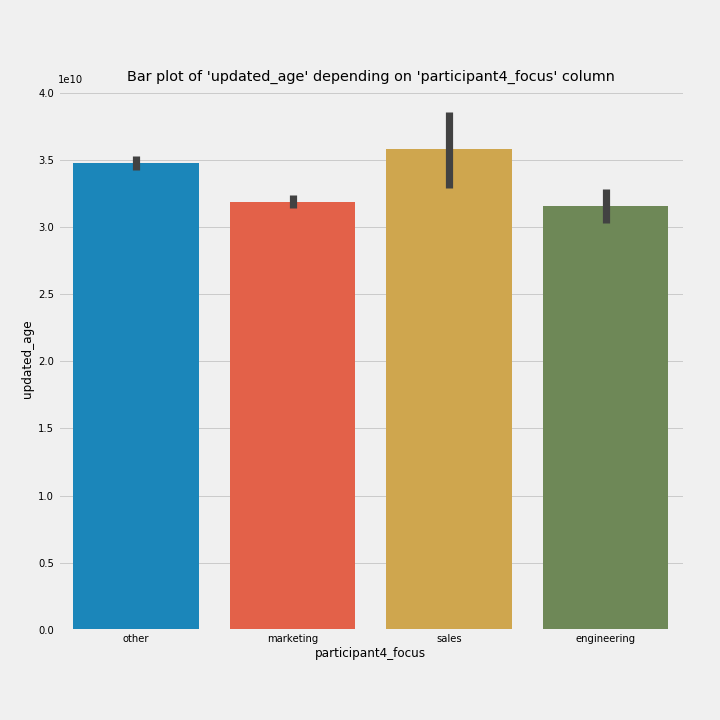 Bar plot of 'updated_age' depending on 'participant4_focus' column
1e10
4.0
3.5
3.0
2.5
2.0
1.5
1.0
0.5
0.0
updated_age
other marketing sales engineering
participant4_focus